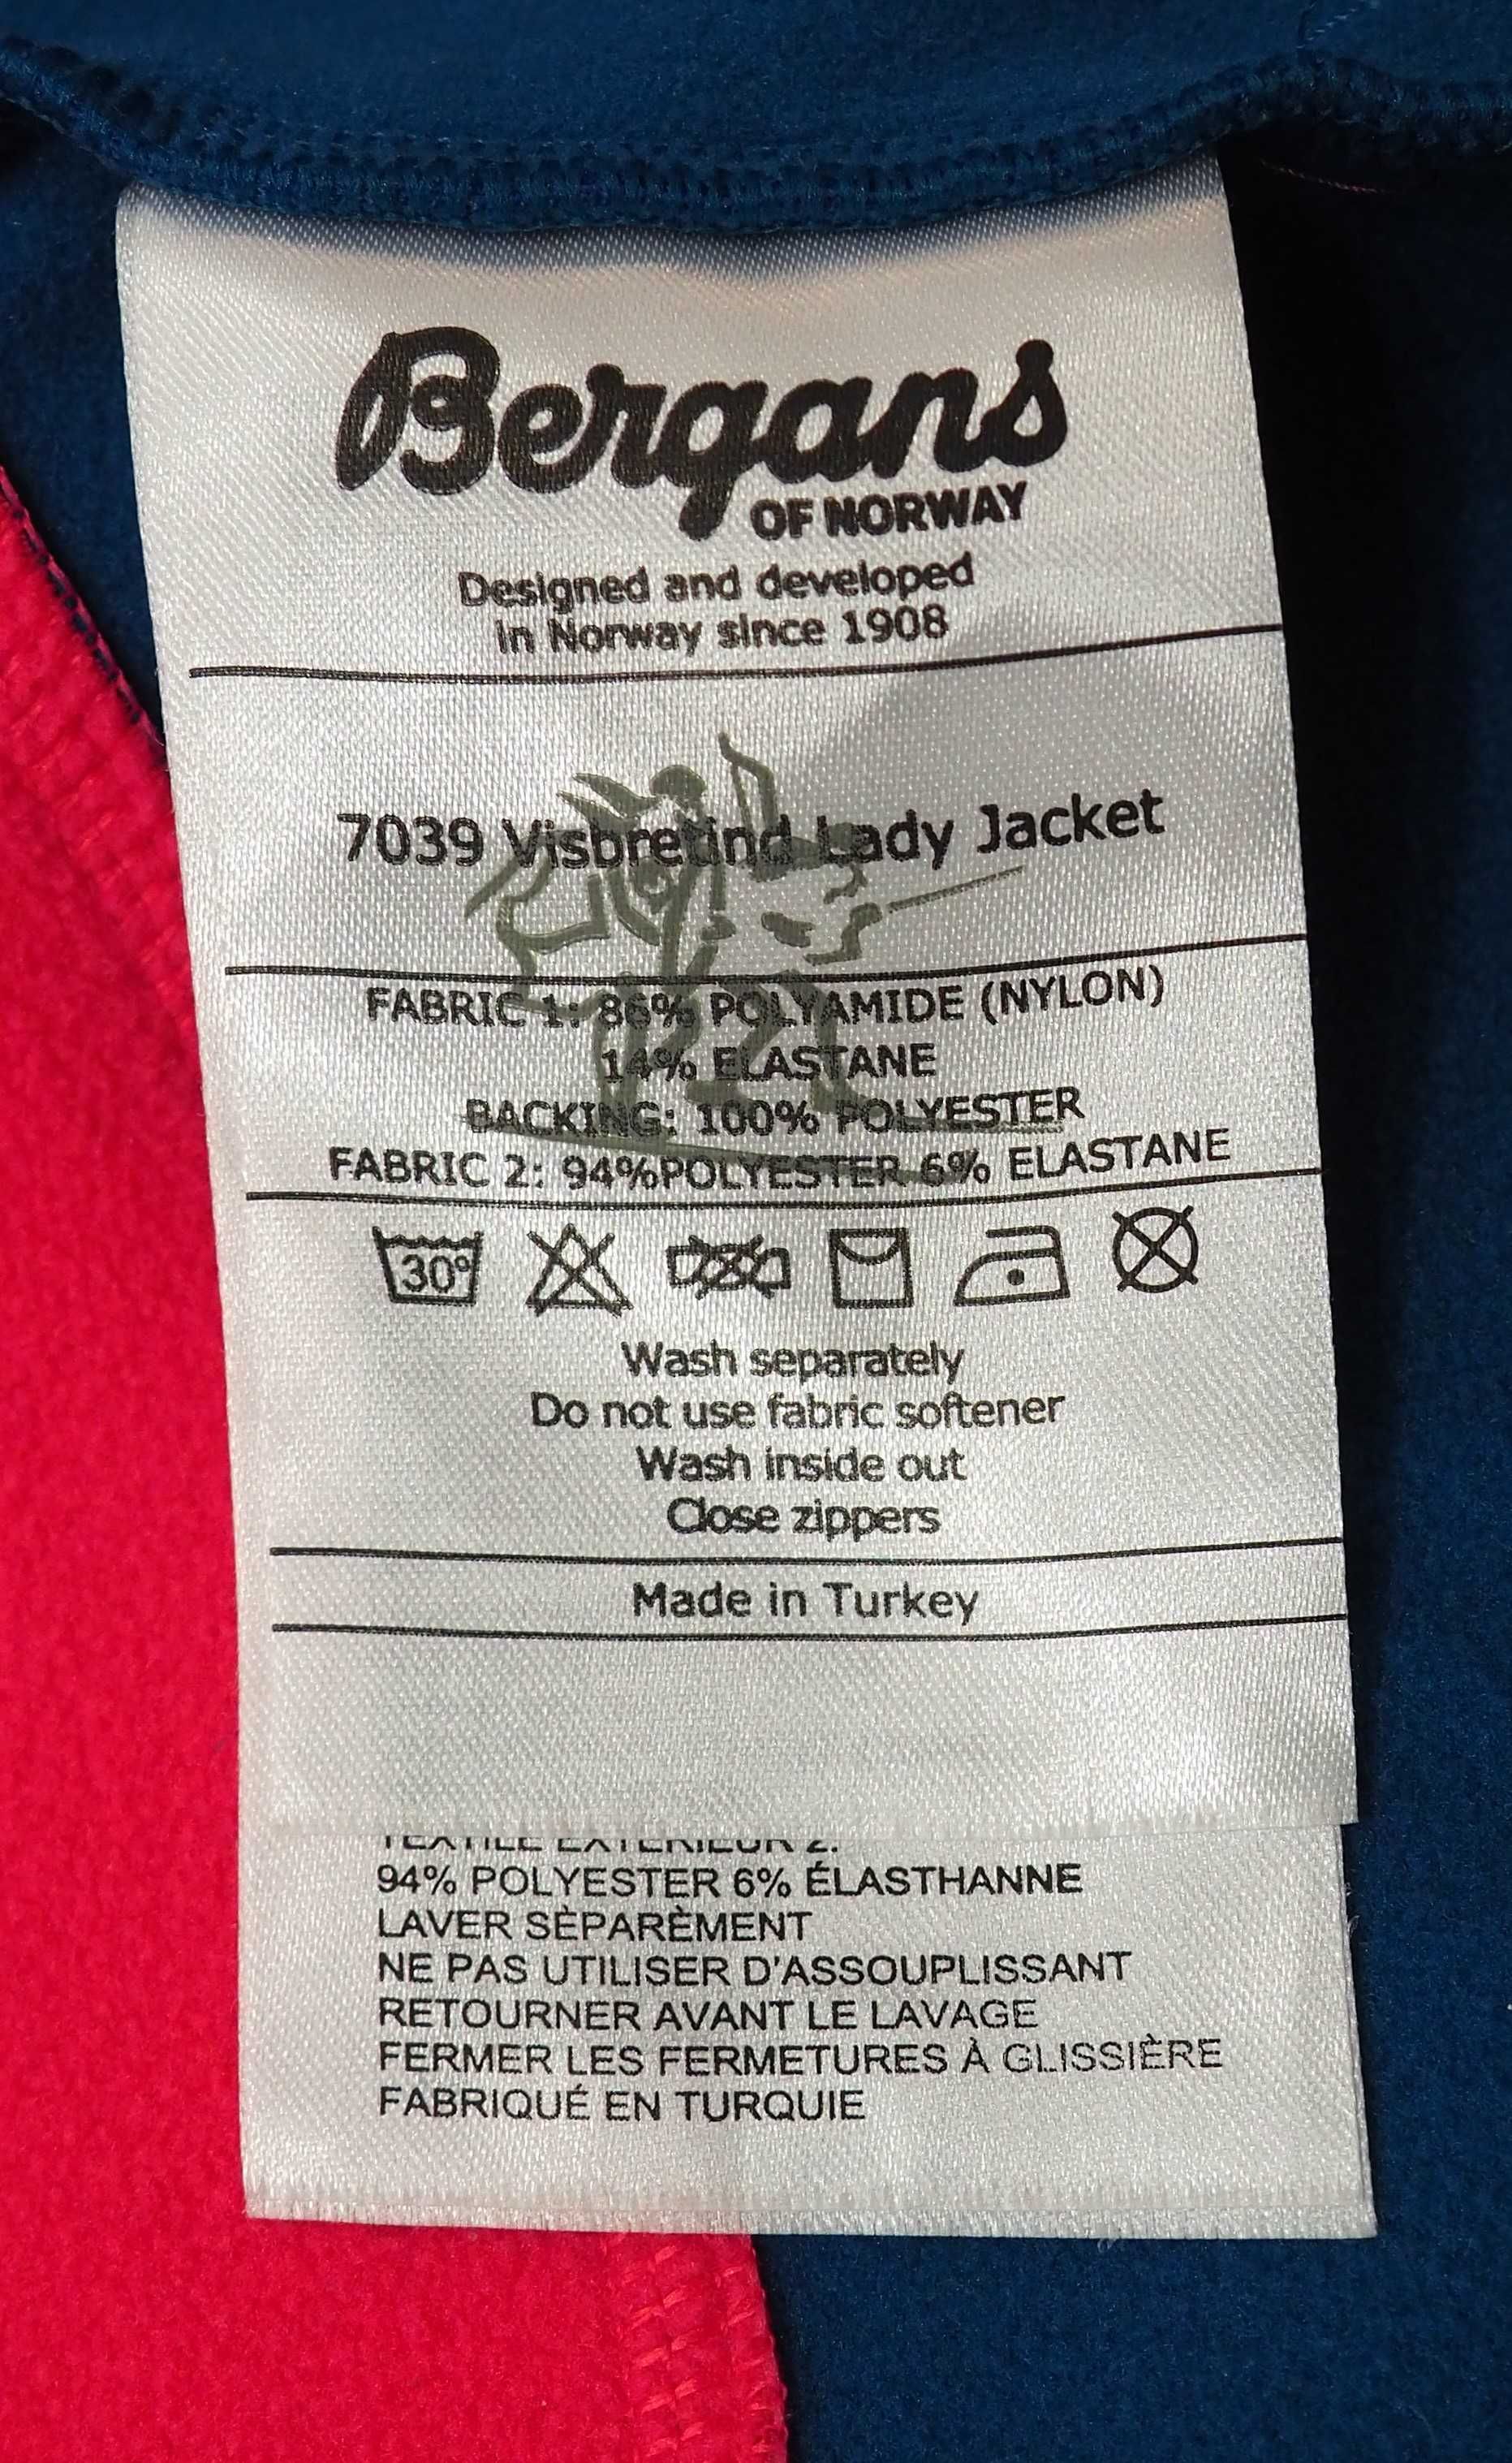 Bergans
OF NORWAY
Designed and developed
in Norway since 1908
7039 Visbretind Lady Jacket
FABRIC 1: 86% POLYAMIDE (NYLON)
14% ELASTANE
BACKING: 100% POLYESTER
FABRIC 2: 94%POLYESTER 6% ELASTANE
30°
Wash separately
Do not use fabric softener
Wash inside out
Close zippers
Made in Turkey
TEXTILE EXTERIEUR 2:
94% POLYESTER 6% ÉLASTHANNE
LAVER SÈPARÈMENT
NE PAS UTILISER D'ASSOUPLISSANT
RETOURNER AVANT LE LAVAGE
FERMER LES FERMETURES À GLISSIÈRE
FABRIQUÉ EN TURQUIE